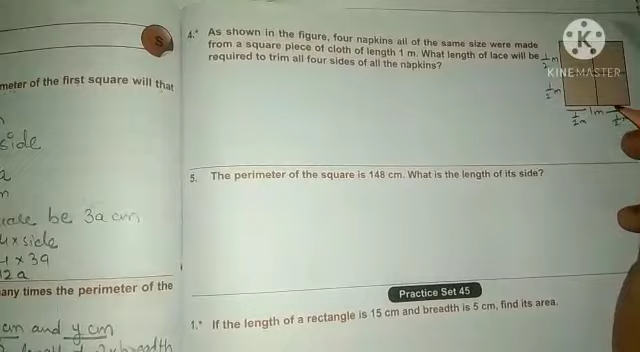 S
4.* As shown in the figure, four napkins all of the same size were made
from a square piece of cloth of length 1 m. What length of lace will be
required to trim all four sides of all the napkins?
1/2 m
1/2 m
1/2 m 1m 1/2 m
K
KINEMASTER
meter of the first square will that
side
a
be 3a cm,
4 x side
4 x 3a
12 a
any times the perimeter of the
cm and y cm
5. The perimeter of the square is 148 cm. What is the length of its side?
Practice Set 45
1.* If the length of a rectangle is 15 cm and breadth is 5 cm, find its area.